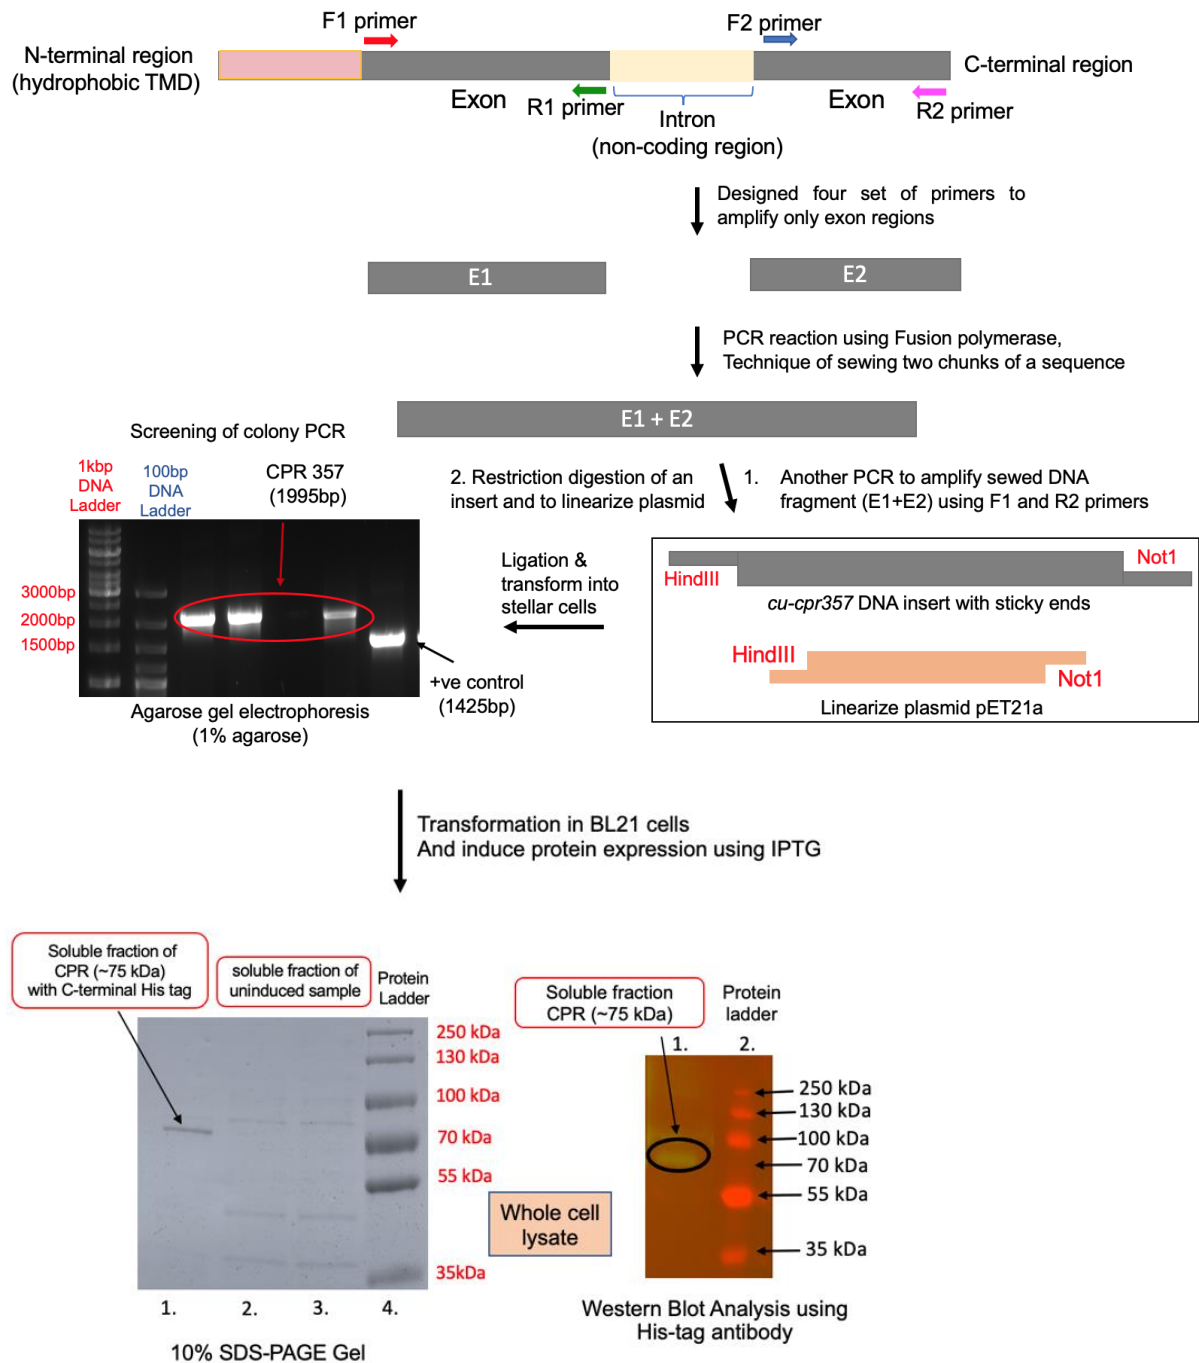 F1 primer
F2 primer
N-terminal region
(hydrophobic TMD)
C-terminal region
Exon
R1 primer
Intron
(non-coding region)
Exon
R2 primer
Designed four set of primers to
amplify only exon regions
E1
E2
PCR reaction using Fusion polymerase,
Technique of sewing two chunks of a sequence
E1 + E2
Screening of colony PCR
1kbp
DNA
Ladder
100bp
DNA
Ladder
CPR 357
(1995bp)
2. Restriction digestion of an
insert and to linearize plasmid
1. Another PCR to amplify sewed DNA
fragment (E1+E2) using F1 and R2 primers
3000bp
2000bp
1500bp
+ve control
(1425bp)
Agarose gel electrophoresis
(1% agarose)
Ligation &
transform into
stellar cells
HindIII
Not1
cu-cpr357 DNA insert with sticky ends
HindIII
Not1
Linearize plasmid pET21a
Transformation in BL21 cells
And induce protein expression using IPTG
Soluble fraction of
CPR (~75 kDa)
with C-terminal His tag
soluble fraction of
uninduced sample
Protein
Ladder
250 kDa
130 kDa
100 kDa
70 kDa
55 kDa
35kDa
1.
2.
3.
4.
10% SDS-PAGE Gel
Whole cell
lysate
Soluble fraction
CPR (~75 kDa)
Protein
ladder
1.
2.
250 kDa
130 kDa
100 kDa
70 kDa
55 kDa
35 kDa
Western Blot Analysis using
His-tag antibody